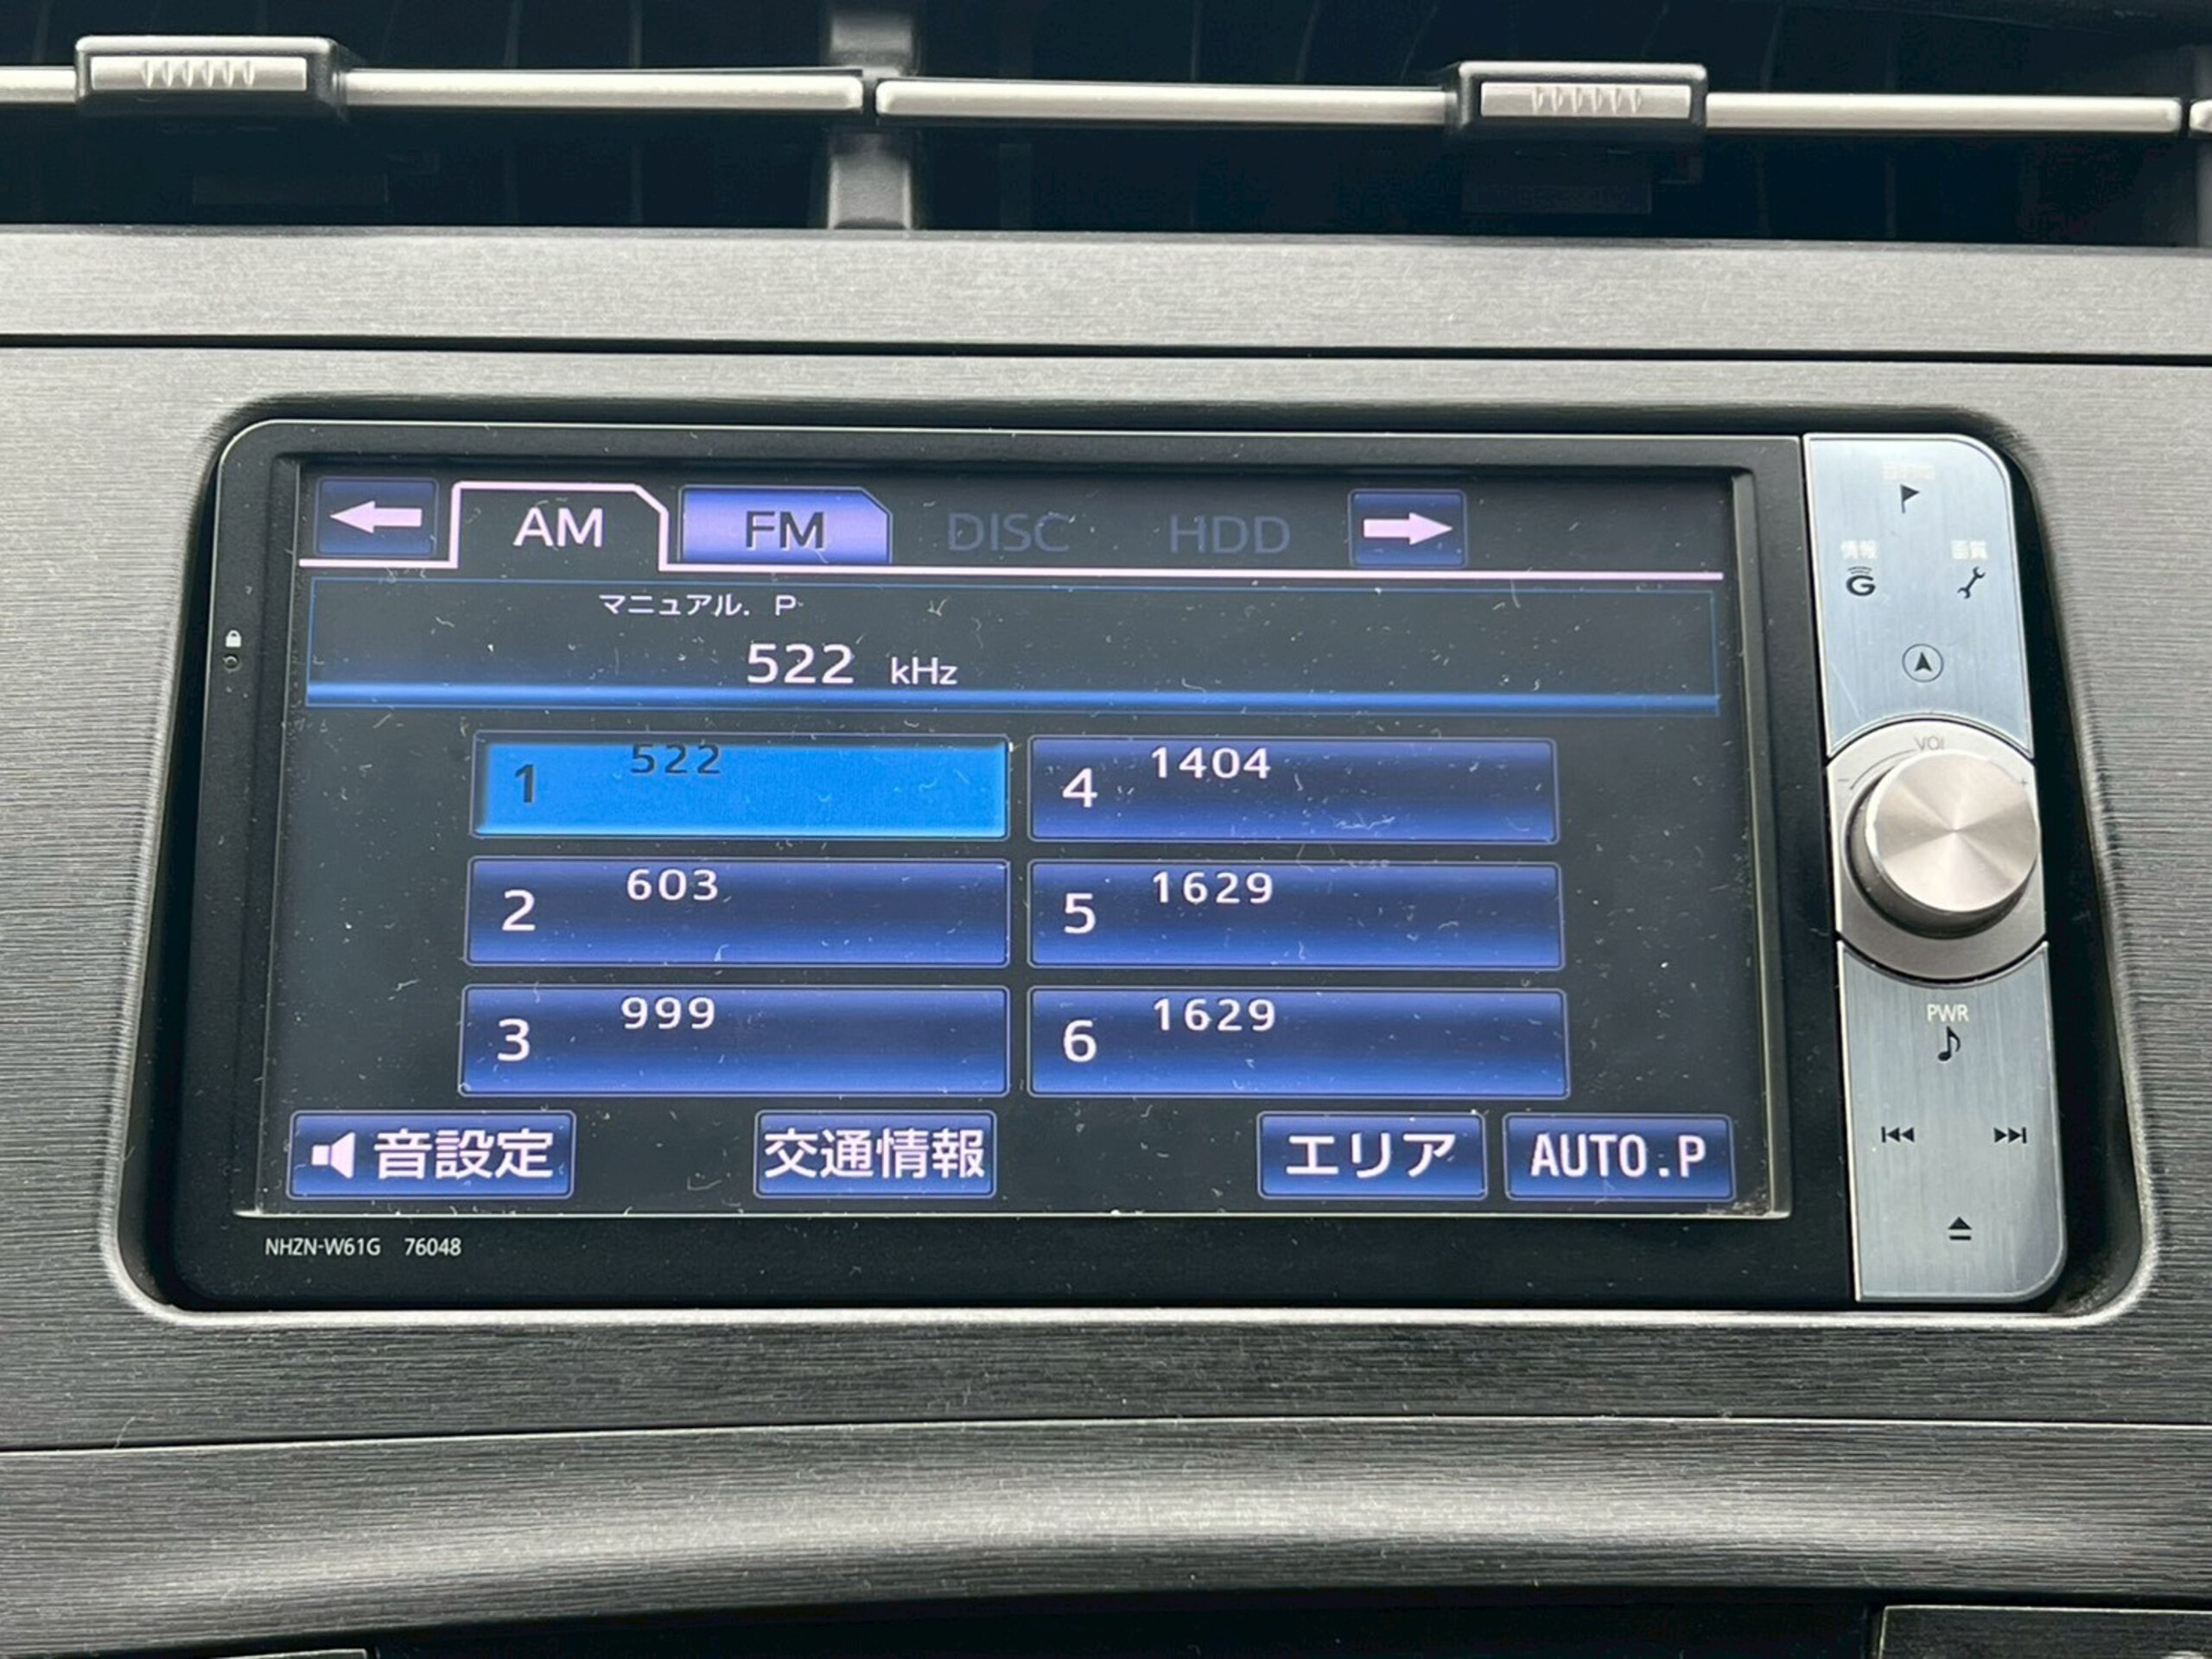 AM FM DISC HDD
マニュアル. P
522 kHz
1 522
2 603
3 999
4 1404
5 1629
6 1629
音設定 交通情報 エリア AUTO.P
NHZN-W61G 76048
情報 画質
G
VOL
PWR